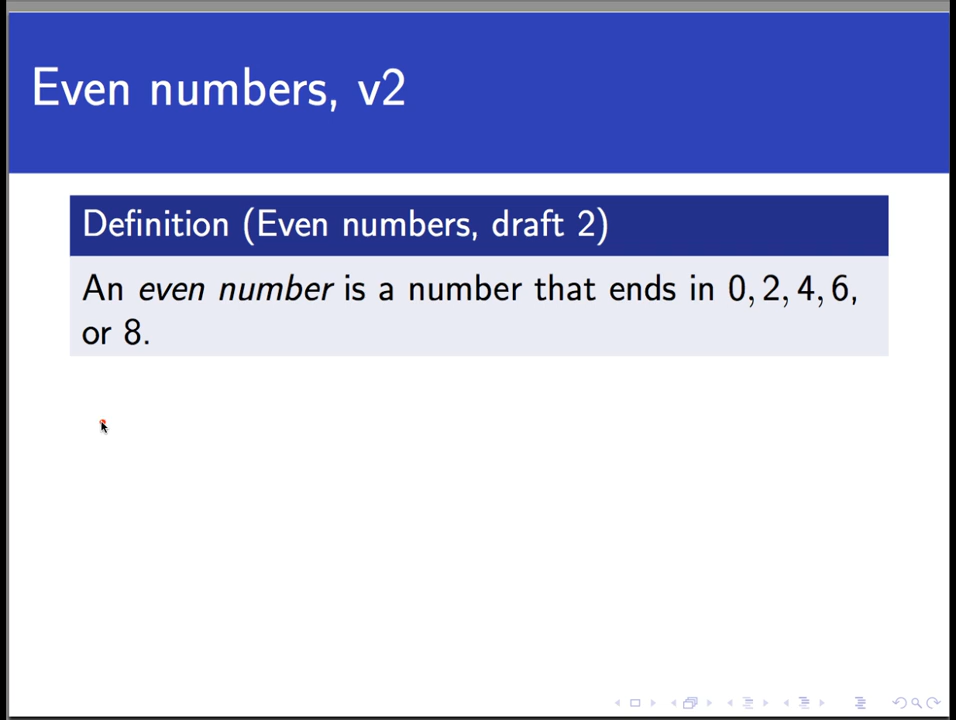 Even numbers, v2
Definition (Even numbers, draft 2)
An even number is a number that ends in 0, 2, 4, 6,
or 8.